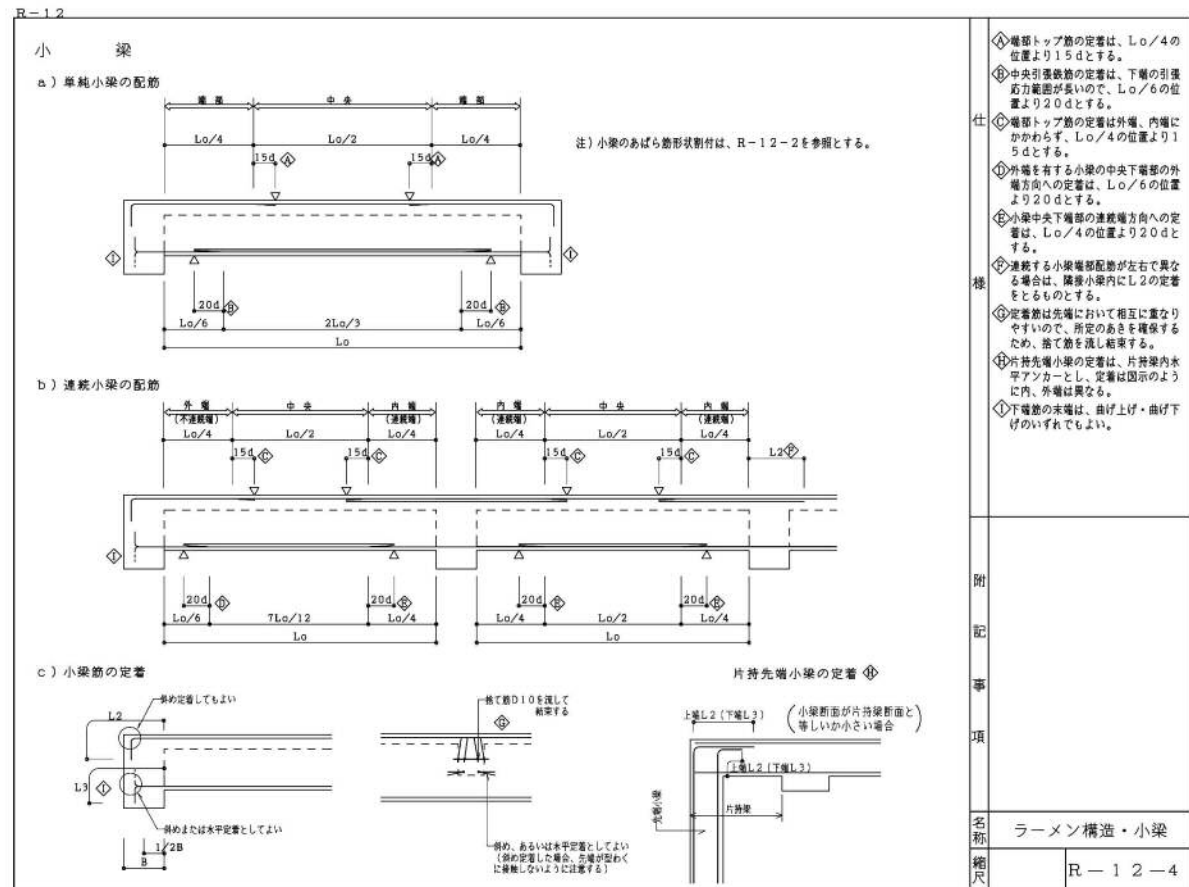 R-12
小　梁
a）単純小梁の配筋
端部　中央　端部
Lo/4　Lo/2　Lo/4
15d Ⓐ　15d Ⓐ
注）小梁のあばら筋形状割付は、R-12-2を参照とする。
Ⓘ　Ⓘ
20d Ⓑ　20d Ⓑ
Lo/6　2Lo/3　Lo/6
Lo
b）連続小梁の配筋
外端　中央　内端　内端　中央　内端
(不連続端)　(連続端)　(連続端)　(連続端)
Lo/4　Lo/2　Lo/4　Lo/4　Lo/2　Lo/4
15d Ⓒ　15d Ⓒ　15d Ⓒ　15d Ⓒ　L2 Ⓕ
Ⓘ
20d Ⓓ　20d Ⓔ　20d Ⓔ　20d Ⓔ
Lo/6　7Lo/12　Lo/4　Lo/4　Lo/2　Lo/4
Lo　Lo
c）小梁筋の定着
斜め定着してもよい
L2
L3 Ⓘ
斜めまたは水平定着としてよい
1/2B
B
捨て筋D10を流して
結束する
Ⓖ
斜め、あるいは水平定着としてよい
(斜め定着した場合、先端が型わく
に接触しないように注意する)
片持先端小梁の定着 Ⓗ
上端L2(下端L3)
(小梁断面が片持梁断面と
等しいか小さい場合)
上端L2(下端L3)
先端小梁
片持梁
仕様
Ⓐ端部トップ筋の定着は、Lo/4の
位置より15dとする。
Ⓑ中央引張鉄筋の定着は、下端の引張
応力範囲が長いので、Lo/6の位
置より20dとする。
Ⓒ端部トップ筋の定着は外端、内端に
かかわらず、Lo/4の位置より1
5dとする。
Ⓓ外端を有する小梁の中央下端部の外
端方向への定着は、Lo/6の位置
より20dとする。
Ⓔ小梁中央下端部の連続端方向への定
着は、Lo/4の位置より20dと
する。
Ⓕ連続する小梁端部配筋が左右で異な
る場合は、隣接小梁内にL2の定着
をとるものとする。
Ⓖ定着筋は先端において相互に重なり
やすいので、所定のあきを確保する
ため、捨て筋を流し結束する。
Ⓗ片持先端小梁の定着は、片持梁内水
平アンカーとし、定着は図示のよう
に内、外端は異なる。
Ⓘ下端筋の末端は、曲げ上げ・曲げ下
げのいずれでもよい。
附記事項
名称　ラーメン構造・小梁
縮尺　R-12-4